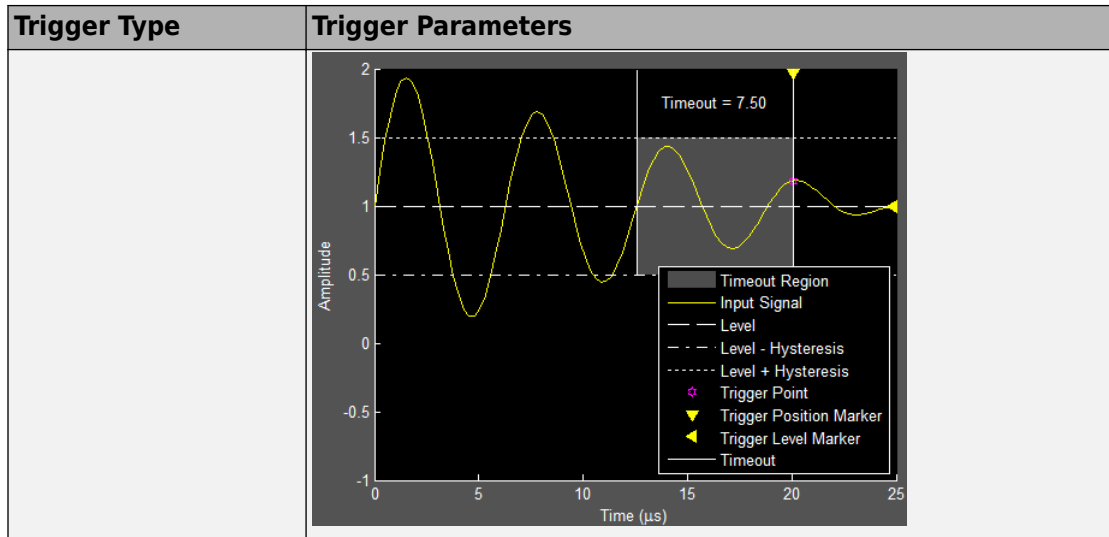 Trigger Type
Trigger Parameters
2
Timeout = 7.50
1.5
1
0.5
0
-0.5
-1
Amplitude
Timeout Region
Input Signal
Level
Level - Hysteresis
Level + Hysteresis
Trigger Point
Trigger Position Marker
Trigger Level Marker
Timeout
0
5
10
15
20
25
Time (μs)